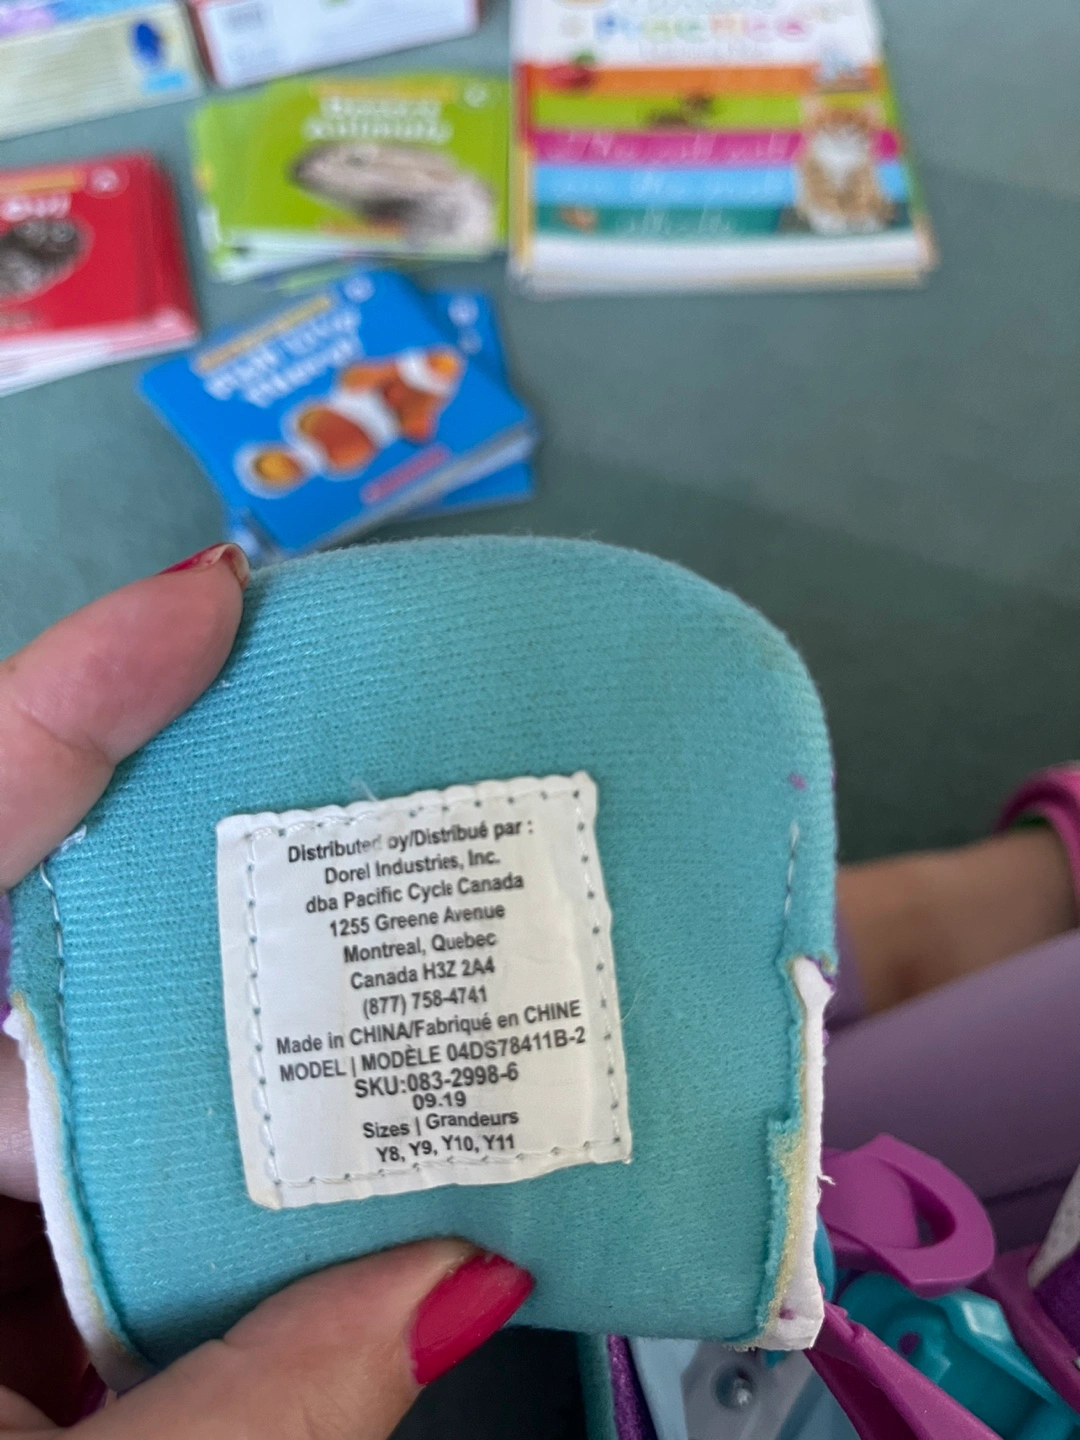 Practice
Distributed by/Distribué par :
Dorel Industries, Inc.
dba Pacific Cycle Canada
1255 Greene Avenue
Montreal, Quebec
Canada H3Z 2A4
(877) 758-4741
Made in CHINA/Fabriqué en CHINE
MODEL | MODÈLE 04DS78411B-2
SKU:083-2998-6
09.19
Sizes | Grandeurs
Y8, Y9, Y10, Y11